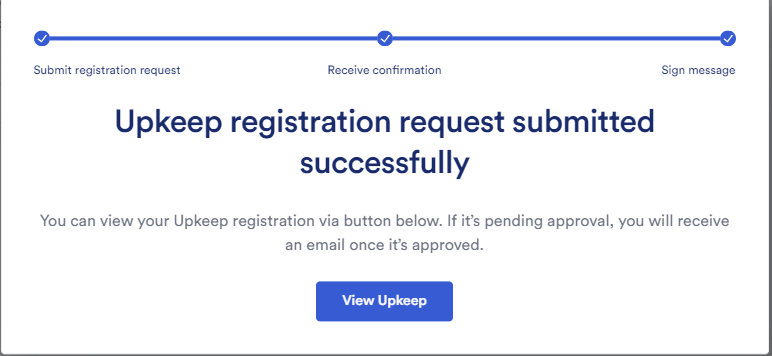 Submit registration request
Receive confirmation
Sign message
Upkeep registration request submitted
successfully
You can view your Upkeep registration via button below. If it’s pending approval, you will receive
an email once it’s approved.
View Upkeep